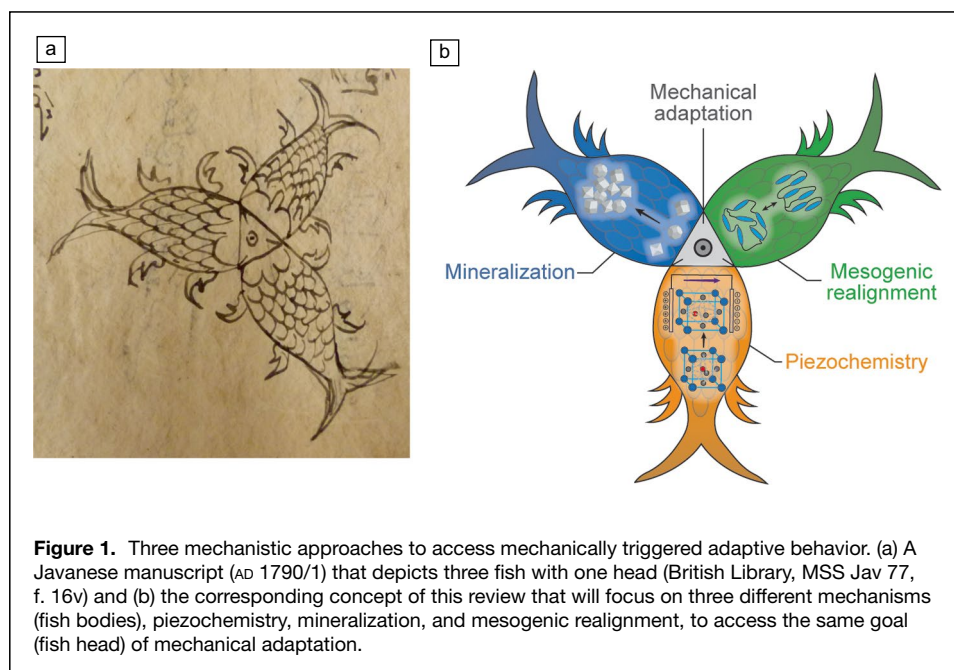 a
b
Mechanical
adaptation
Mineralization
Mesogenic
realignment
Piezochemistry
Figure 1. Three mechanistic approaches to access mechanically triggered adaptive behavior. (a) A
Javanese manuscript (AD 1790/1) that depicts three fish with one head (British Library, MSS Jav 77,
f. 16v) and (b) the corresponding concept of this review that will focus on three different mechanisms
(fish bodies), piezochemistry, mineralization, and mesogenic realignment, to access the same goal
(fish head) of mechanical adaptation.